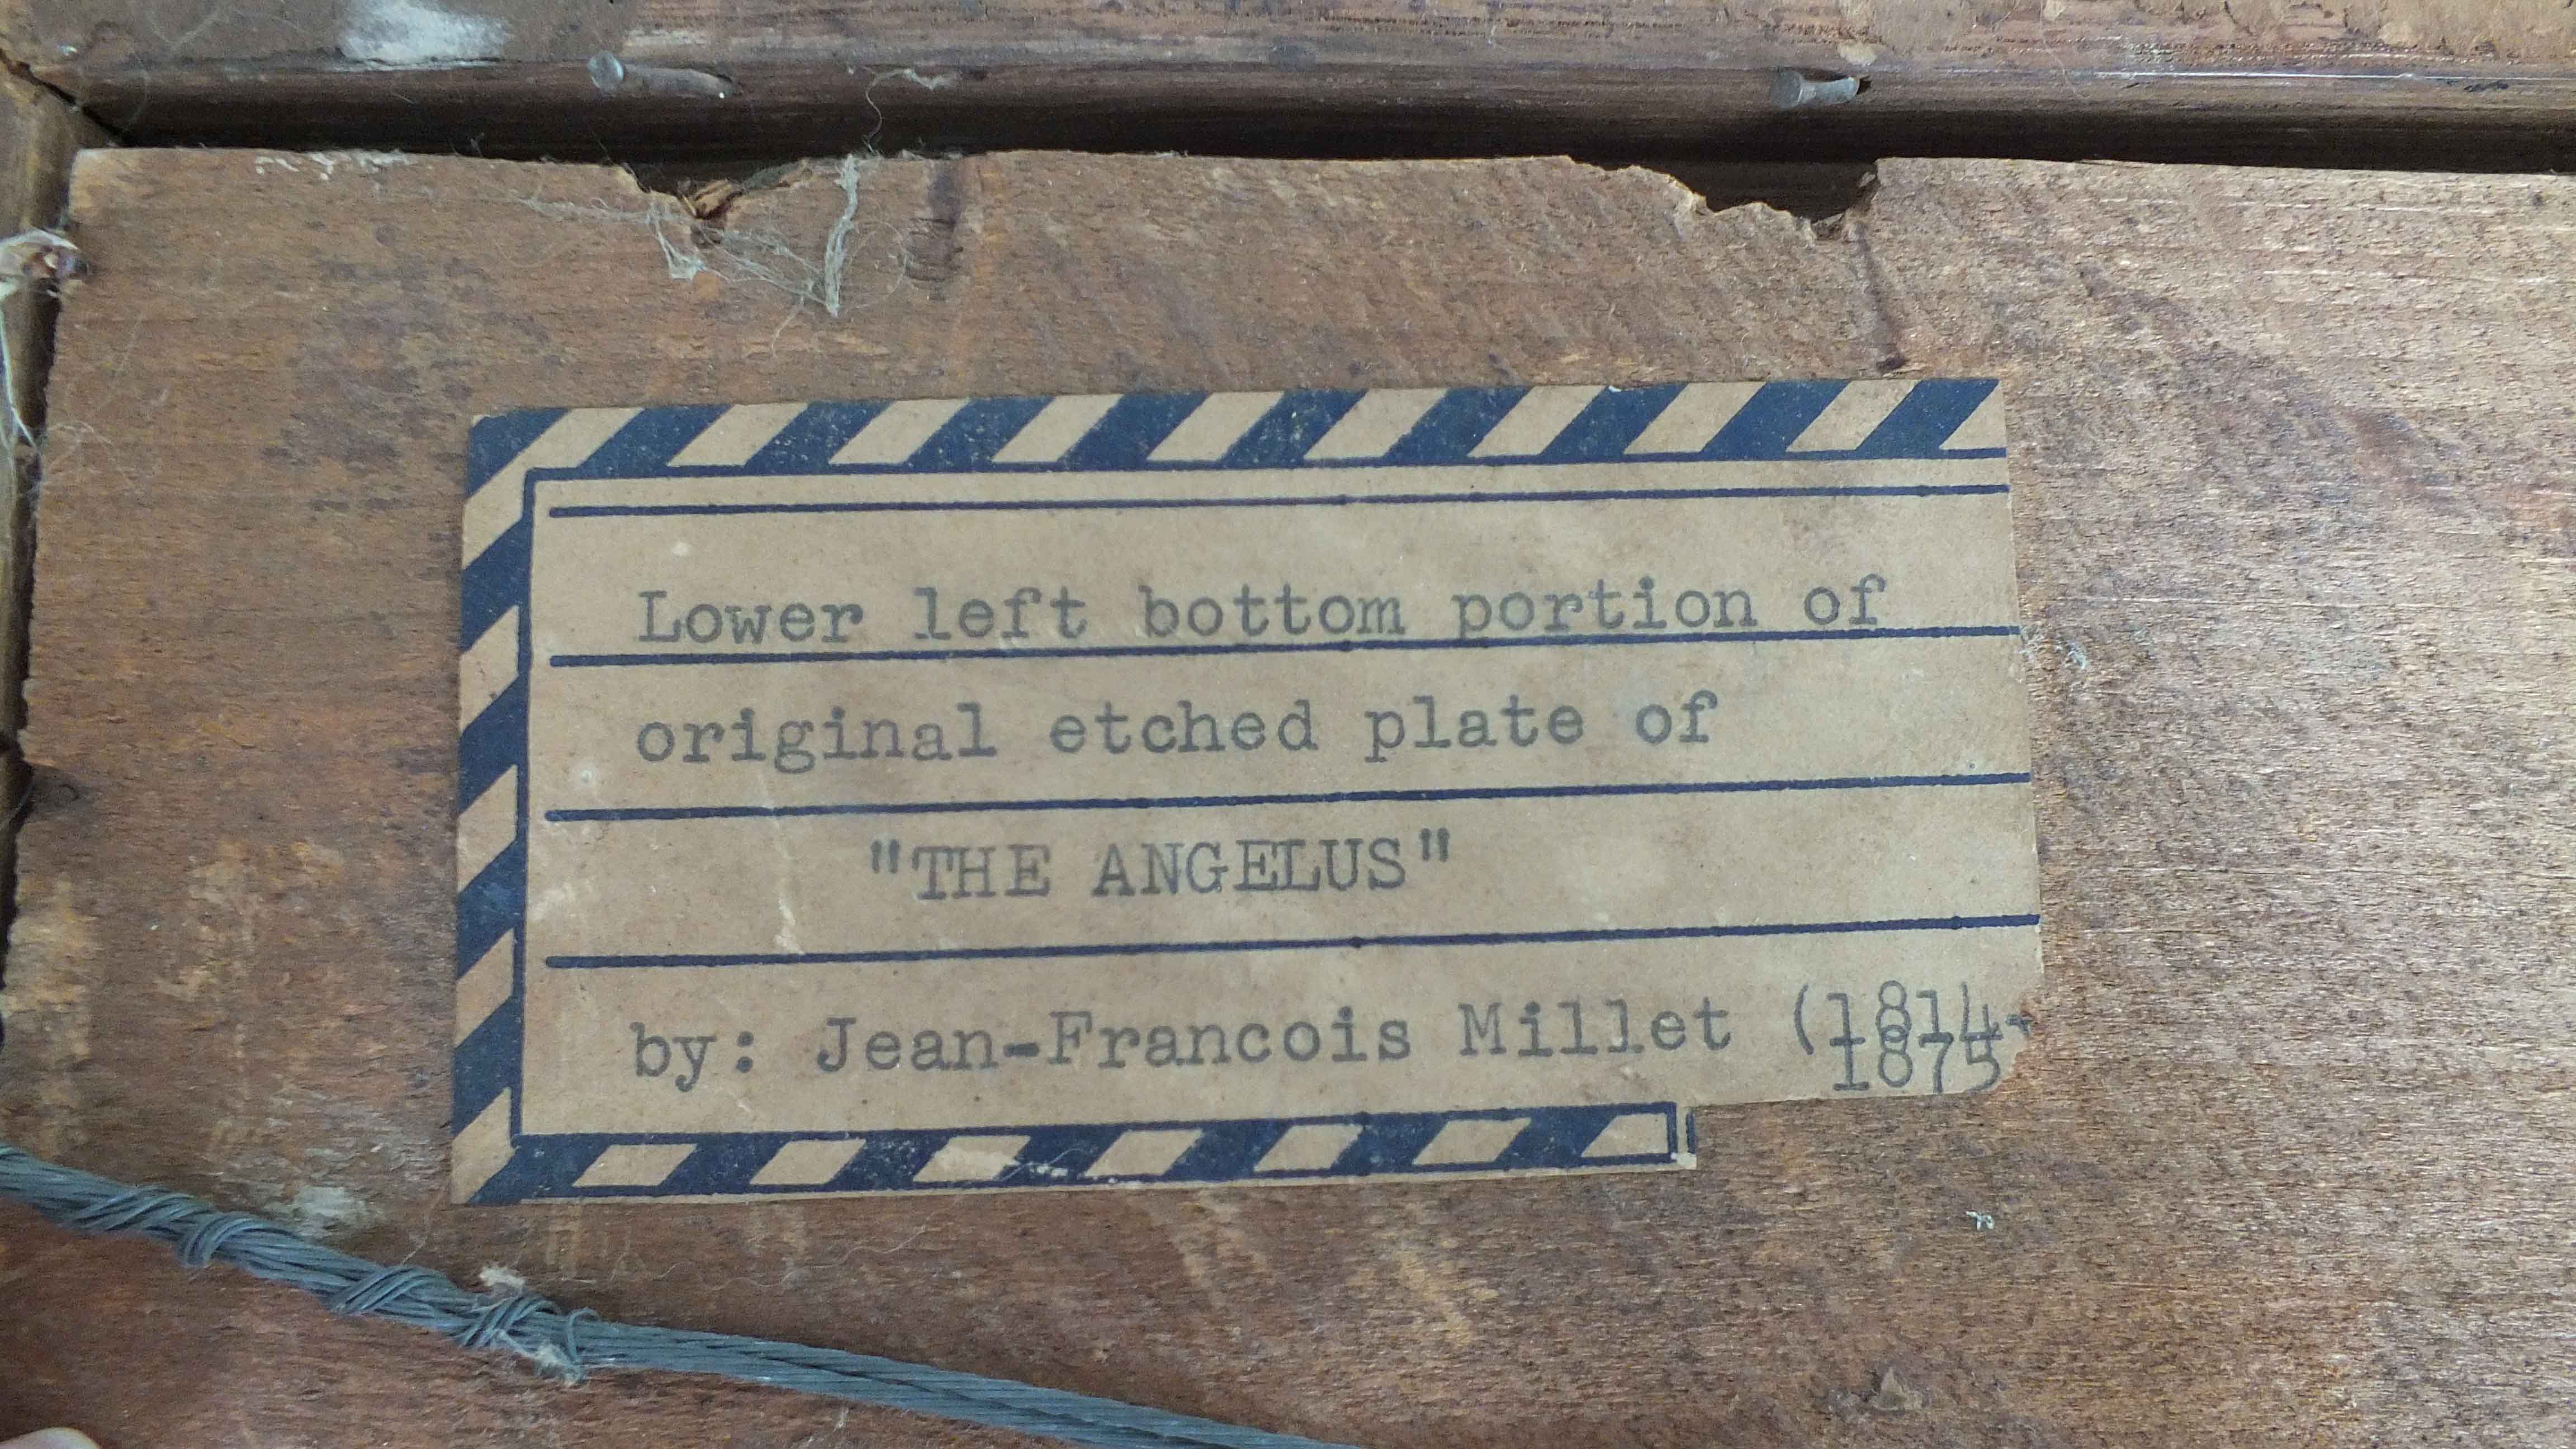 Lower left bottom portion of
original etched plate of
"THE ANGELUS"
by: Jean-Francois Millet (1814-
1875